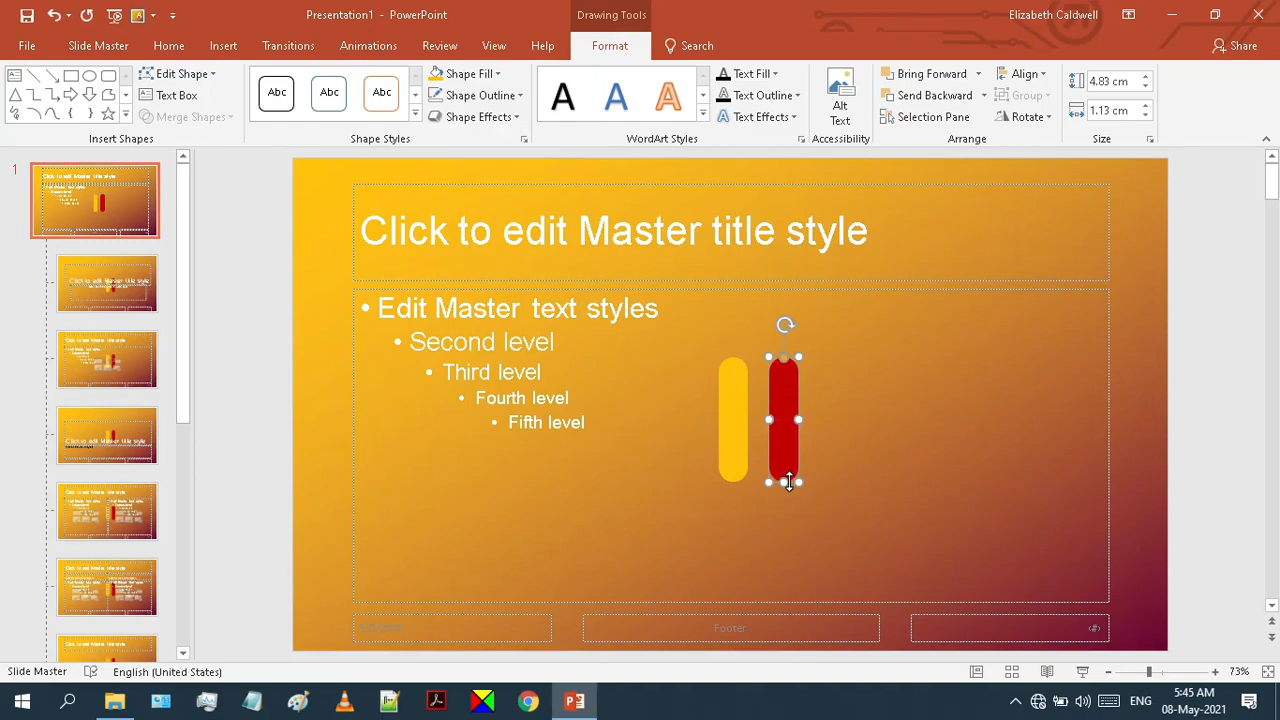 Presentation1 - PowerPoint
Drawing Tools
Elizabeth Caldwell
File
Slide Master
Home
Insert
Transitions
Animations
Review
View
Help
Format
Search
Share
Edit Shape
Text Box
Merge Shapes
Insert Shapes
Abc
Abc
Abc
Shape Fill
Shape Outline
Shape Effects
Shape Styles
A
A
A
Text Fill
Text Outline
Text Effects
WordArt Styles
Alt
Text
Accessibility
Bring Forward
Send Backward
Selection Pane
Align
Group
Rotate
Arrange
4.83 cm
1.13 cm
Size
1
Click to edit Master title style
• Edit Master text styles
• Second level
• Third level
• Fourth level
• Fifth level
Footer
‹#›
Slide Master
English (United States)
73%
5:45 AM
ENG
08-May-2021